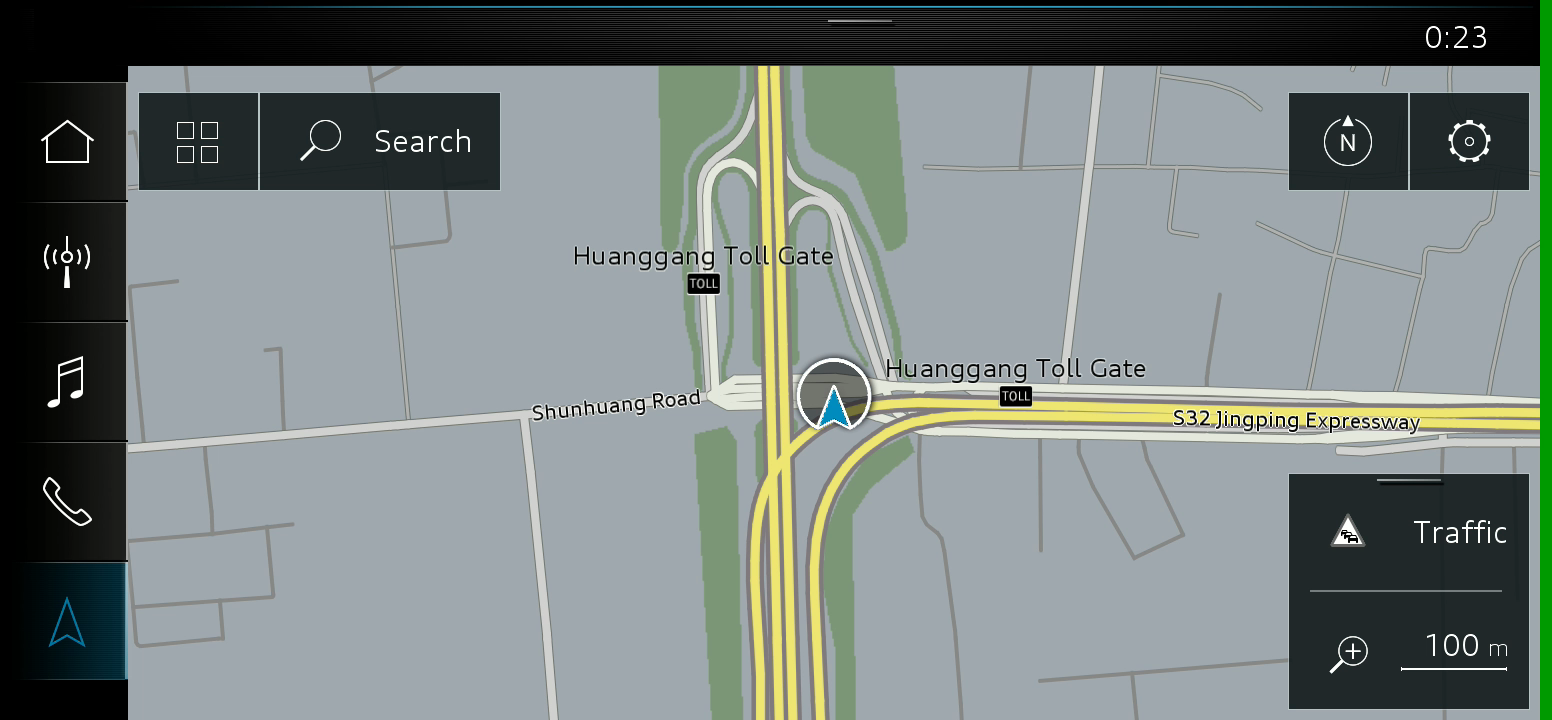 0:23
Search
N
Huanggang Toll Gate
TOLL
Huanggang Toll Gate
TOLL
Shunhuang Road
S32 Jingping Expressway
Traffic
100 m